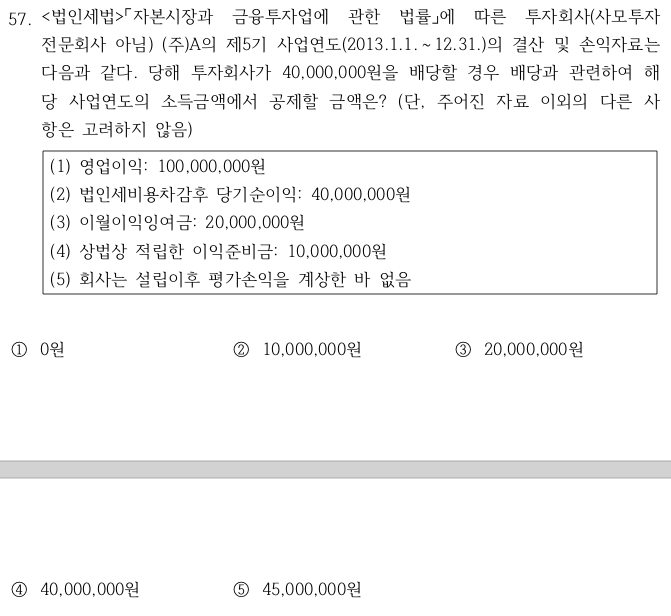 57. <법인세법>「자본시장과 금융투자업에 관한 법률」에 따른 투자회사(사모투자
전문회사 아님) (주)A의 제5기 사업연도(2013.1.1.~12.31.)의 결산 및 손익자료는
다음과 같다. 당해 투자회사가 40,000,000원을 배당할 경우 배당과 관련하여 해
당 사업연도의 소득금액에서 공제할 금액은? (단, 주어진 자료 이외의 다른 사
항은 고려하지 않음)
(1) 영업이익: 100,000,000원
(2) 법인세비용차감후 당기순이익: 40,000,000원
(3) 이월이익잉여금: 20,000,000원
(4) 상법상 적립한 이익준비금: 10,000,000원
(5) 회사는 설립이후 평가손익을 계상한 바 없음
① 0원 ② 10,000,000원 ③ 20,000,000원
④ 40,000,000원 ⑤ 45,000,000원